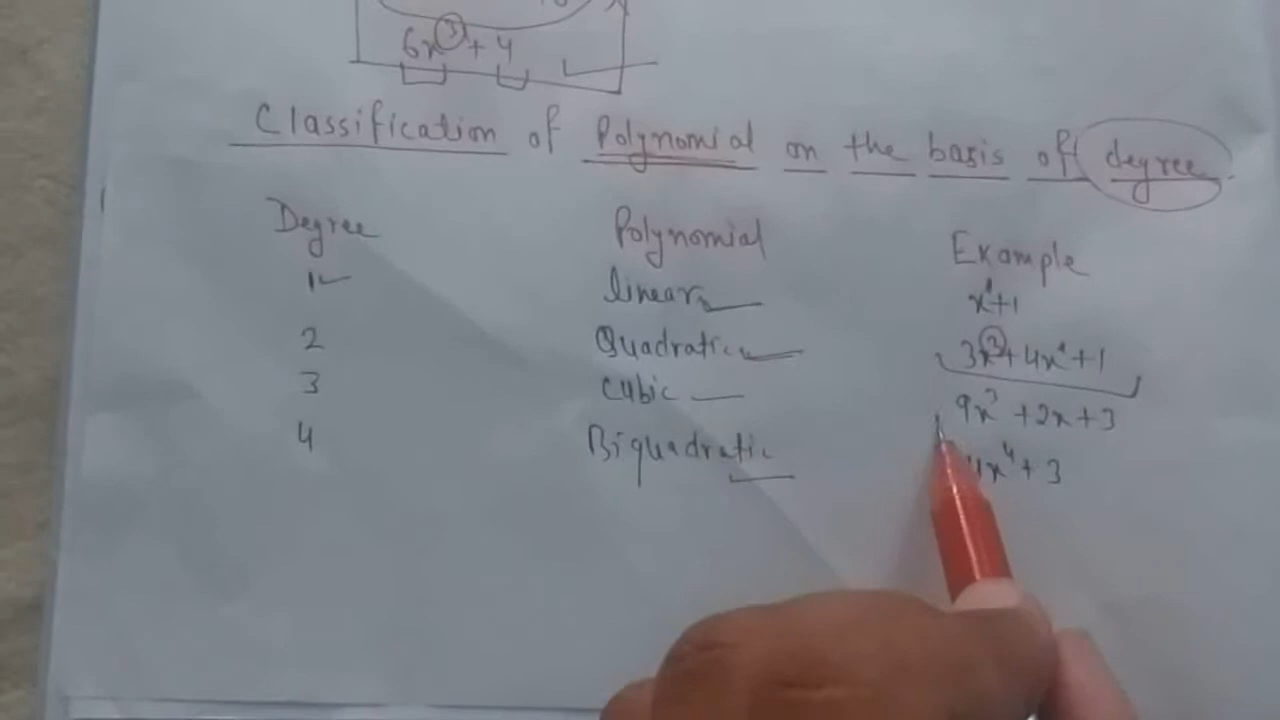 6x³ + 4
Classification of Polynomial on the basis of degree.
Degree Polynomial Example
1 linear x¹+1
2 Quadratic 3x²+4x¹+1
3 Cubic 9x³+2x+3
4 Biquadratic 4x⁴+3